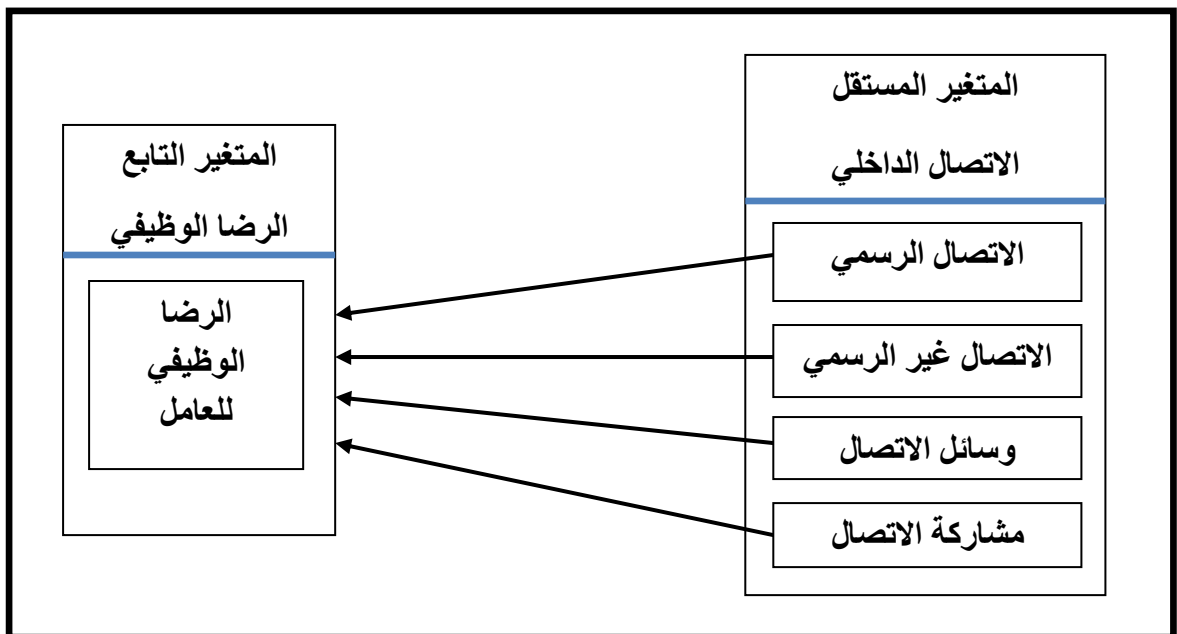 المتغير المستقل
الاتصال الداخلي
الاتصال الرسمي
الاتصال غير الرسمي
وسائل الاتصال
مشاركة الاتصال
المتغير التابع
الرضا الوظيفي
الرضا
الوظيفي
للعامل